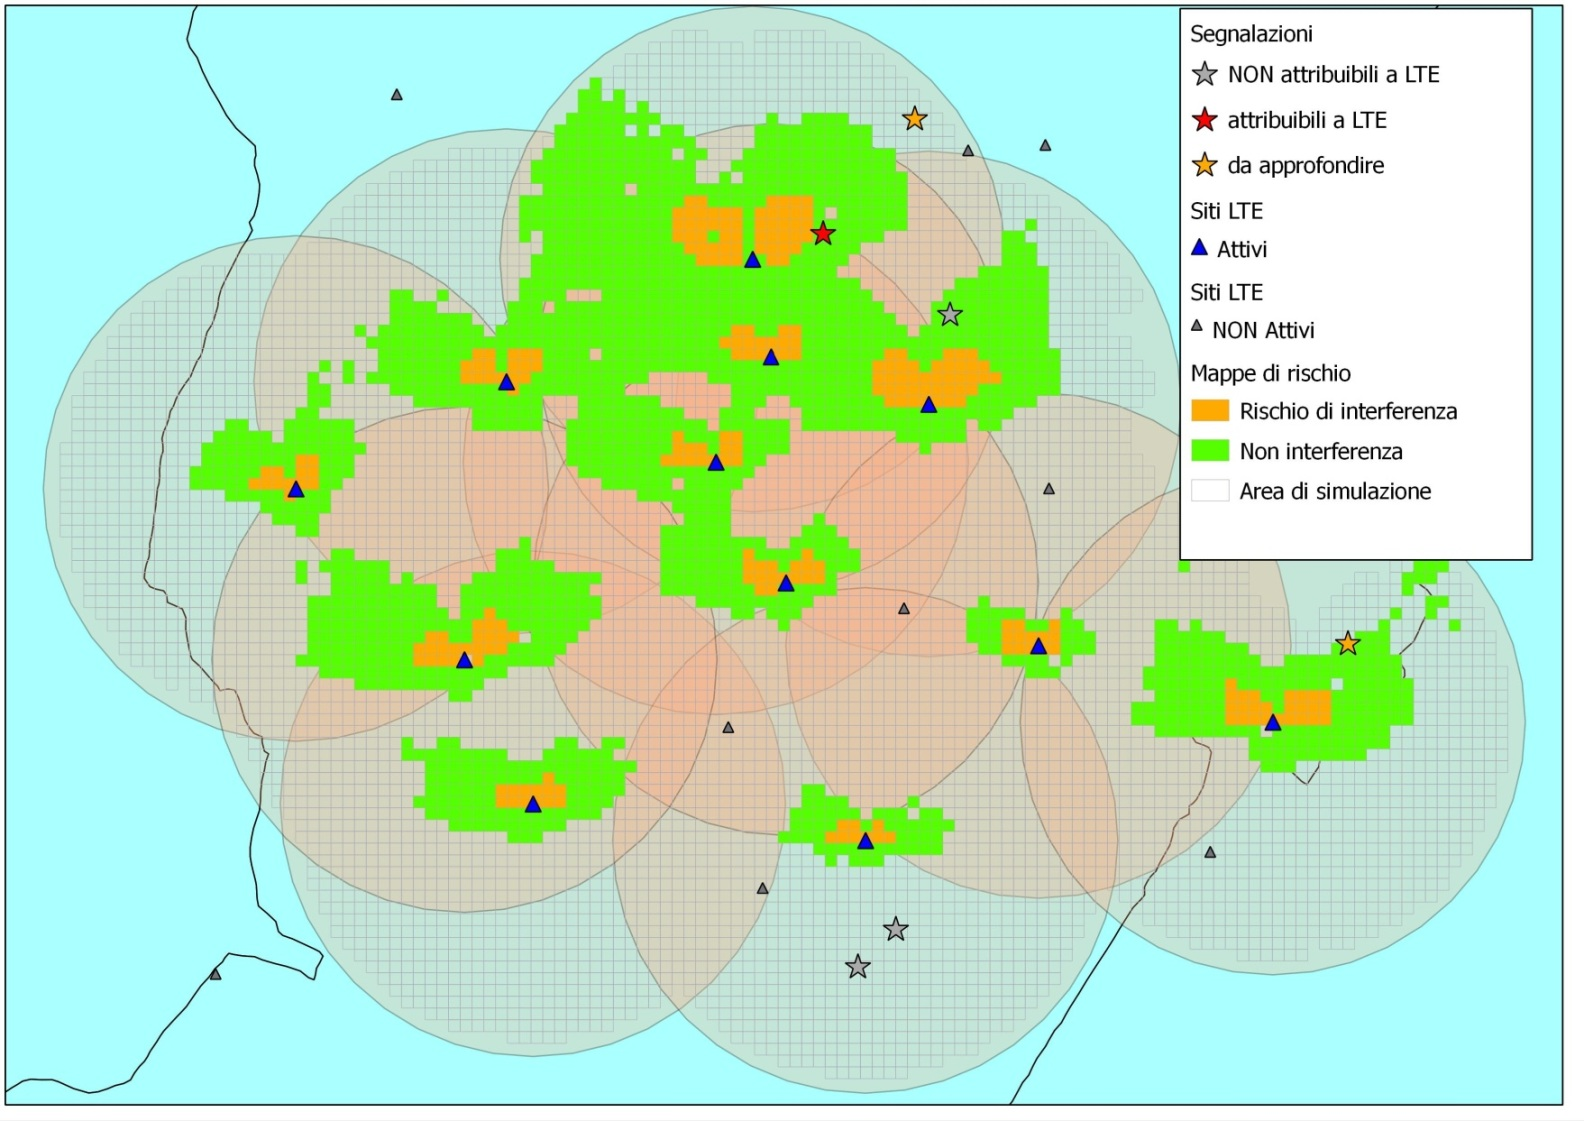 Segnalazioni
NON attribuibili a LTE
attribuibili a LTE
da approfondire
Siti LTE
Attivi
Siti LTE
NON Attivi
Mappe di rischio
Rischio di interferenza
Non interferenza
Area di simulazione